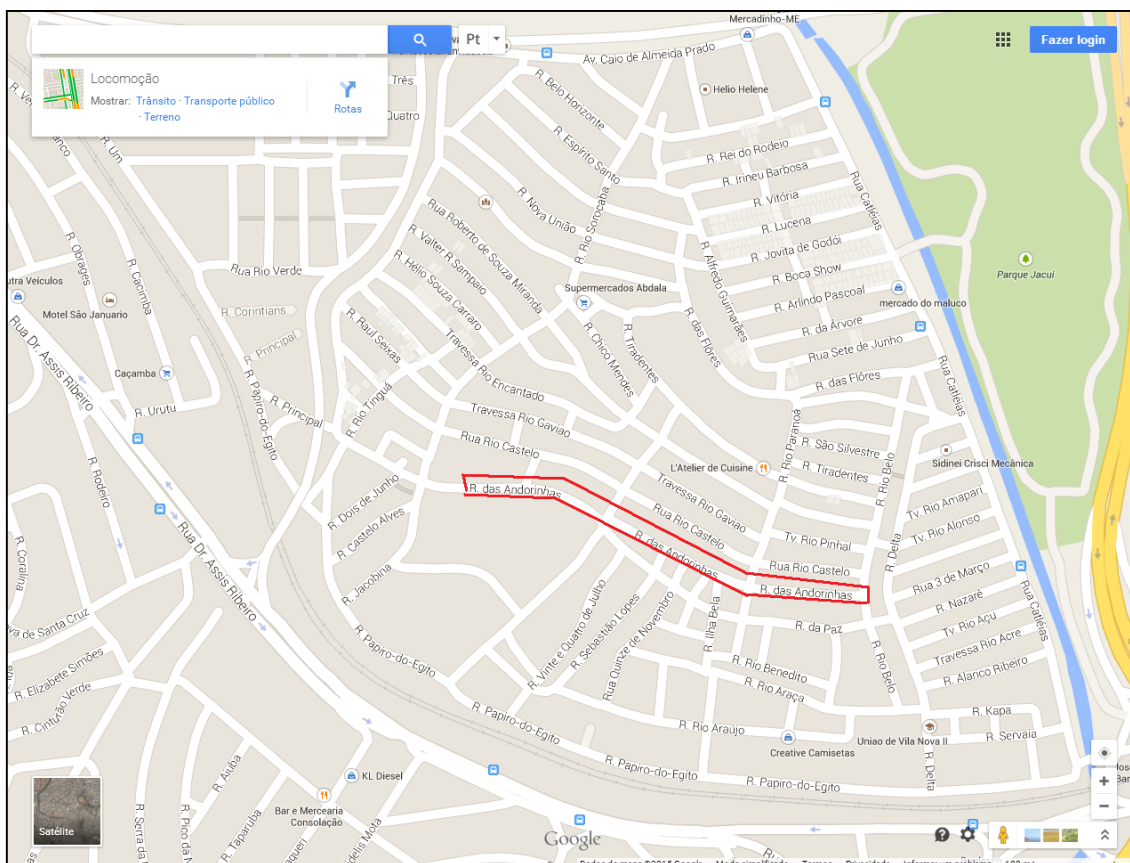 Mercadinho-ME
Pt
Fazer login
Av. Caio de Almeida Prado
Locomoção
Mostrar: Trânsito · Transporte público
· Terreno
Rotas
Três
Quatro
R. Um
R. Belo Horizonte
Helio Helene
R. Espírito Santo
R. Rei do Rodeio
R. Irineu Barbosa
R. Vitória
Rua Catléias
R. Nova União
R. Rio Sorocaba
R. Lucena
Rua Roberto de Souza Miranda
R. Valter R Sampaio
R. Jovita de Godói
R. Obrages
R. Cacimba
Rua Rio Verde
R. Hélio Souza Carraro
R. Boca Show
R. Alfredo Guimarães
Parque Jacuí
utra Veículos
Supermercados Abdala
R. Arlindo Pascoal
mercado do maluco
Motel São Januario
R. Corintians
R. Raul Seixas
R. das Flôres
R. da Árvore
Rua Dr. Assis Ribeiro
R. Principal
Travessa Rio Encantado
R. Chico Mendes
R. Tiradentes
Rua Sete de Junho
Caçamba
R. Papiro-do-Egito
R. Rio Tinguá
R. das Flôres
Rua Catléias
R. Urutu
R. Principal
Travessa Rio Gaviao
R. Rio Paranoá
R. São Silvestre
Rua Rio Castelo
L'Atelier de Cuisine
R. Tiradentes
R. Rio Belo
Sidinei Crisci Mecânica
R. Rodeiro
R. das Andorinhas
Travessa Rio Gaviao
Tv. Rio Amapari
R. Dois de Junho
R. Castelo Alves
Rua Rio Castelo
Tv. Rio Pinhal
R. Delta
Tv. Rio Alonso
R. Coralina
Rua Dr. Assis Ribeiro
R. das Andorinhas
Rua Rio Castelo
Rua 3 de Março
R. Jacobina
R. das Andorinhas
R. Nazaré
Rua Catléias
va de Santa Cruz
R. Vinte e Quatro de Julho
R. Sebastião Lopes
Rua Quinze de Novembro
R. Ilha Bela
R. da Paz
Tv. Rio Açu
Travessa Rio Acre
R. Elizabete Simões
R. Papiro-do-Egito
R. Rio Benedito
R. Rio Belo
R. Alanco Ribeiro
R. Cinturão Verde
R. Rio Araça
R. Kapa
R. Papiro-do-Egito
R. Rio Araújo
Uniao de Vila Nova II
R. Servaia
Creative Camisetas
R. Aiuba
KL Diesel
R. Papiro-do-Egito
R. Papiro-do-Egito
R. Delta
Bar e Mercearia
Consolação
R. Taparuba
R. Pico da N
R. Serra da
Satélite
Google